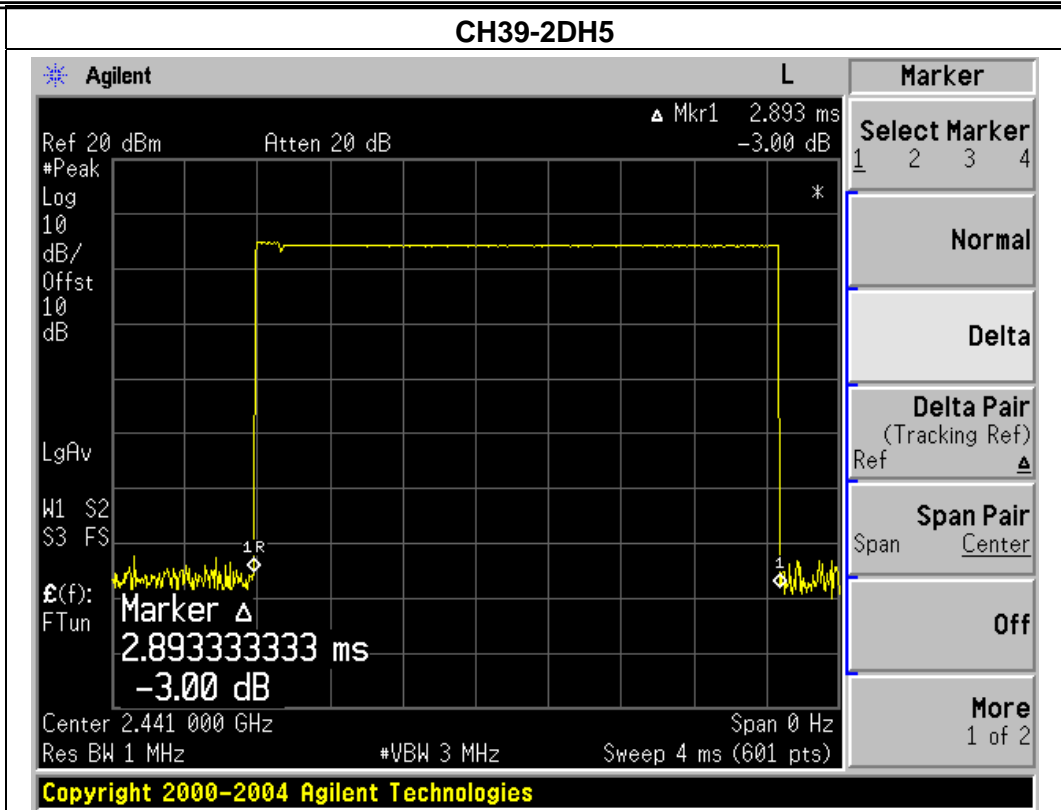 CH39-2DH5
Agilent L Marker
Δ Mkr1 2.893 ms
Ref 20 dBm Atten 20 dB -3.00 dB
#Peak
Log
10
dB/
Offst
10
dB
LgAv
W1 S2
S3 FS
£(f):
FTun
*
1R
1
Marker Δ
2.893333333 ms
-3.00 dB
Center 2.441 000 GHz Span 0 Hz
Res BW 1 MHz #VBW 3 MHz Sweep 4 ms (601 pts)
Copyright 2000-2004 Agilent Technologies
Select Marker
1 2 3 4
Normal
Delta
Delta Pair
(Tracking Ref)
Ref Δ
Span Pair
Span Center
Off
More
1 of 2